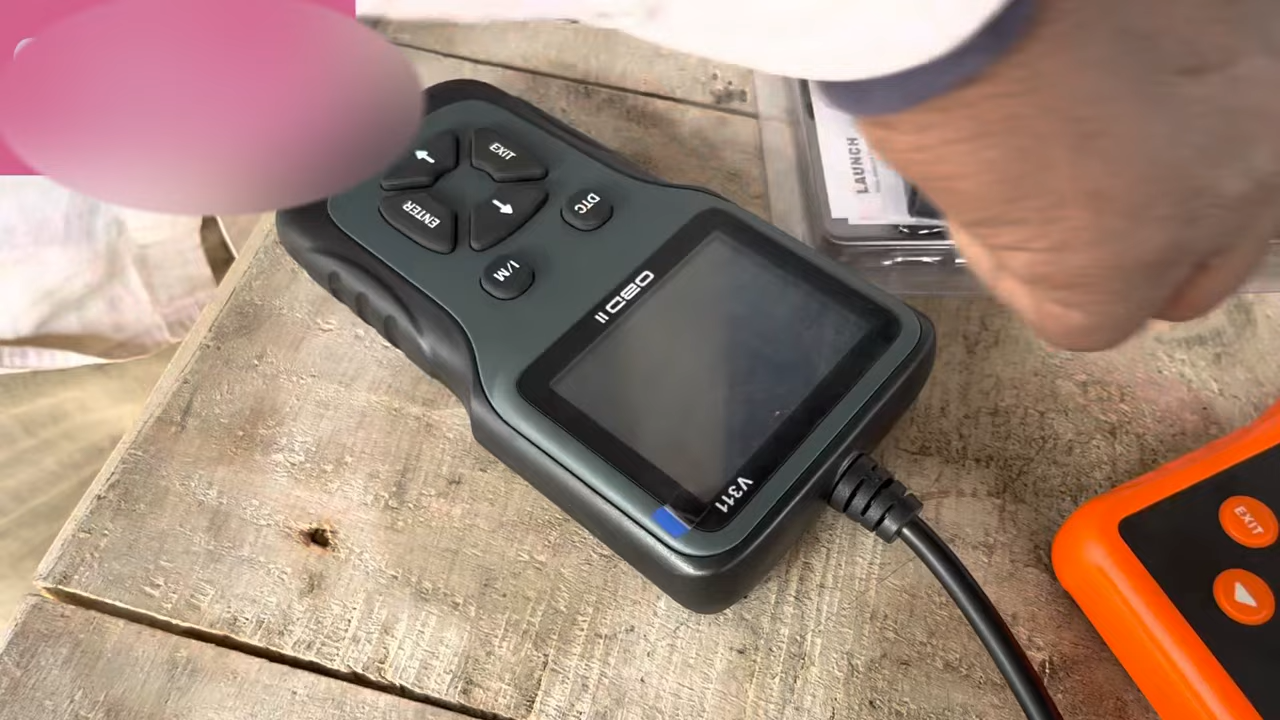 EXIT
ENTER
DTC
I/M
OBD II
V311
LAUNCH
EXIT